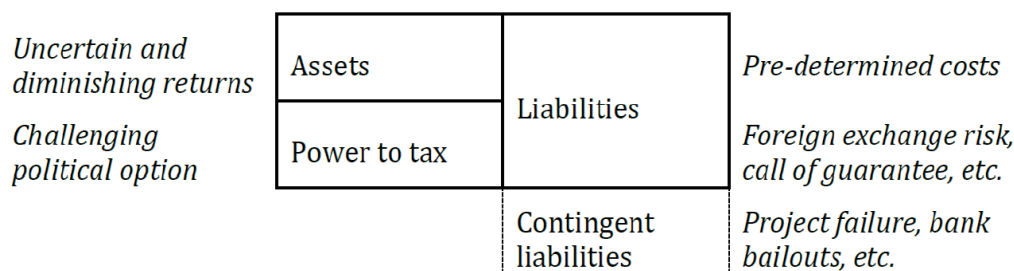 Uncertain and
diminishing returns
Assets
Pre-determined costs
Liabilities
Challenging
political option
Power to tax
Foreign exchange risk,
call of guarantee, etc.
Contingent
liabilities
Project failure, bank
bailouts, etc.